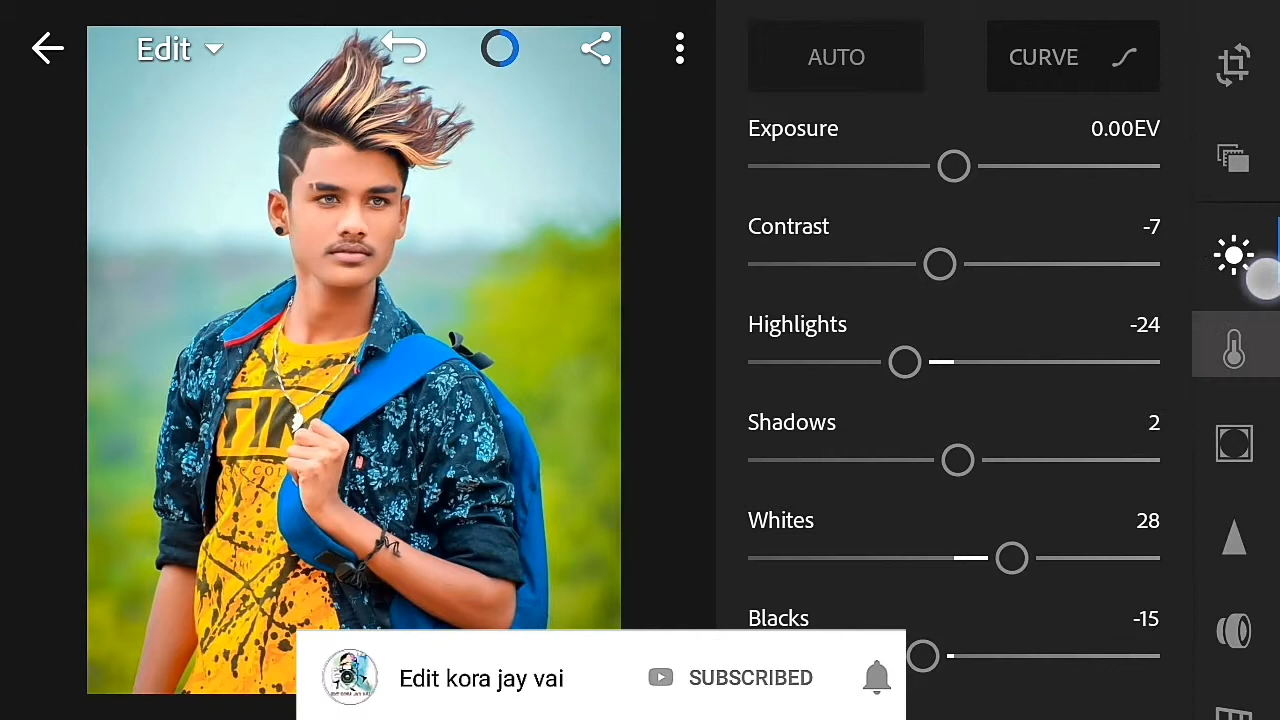 Edit
AUTO
CURVE
Exposure 0.00EV
Contrast -7
Highlights -24
Shadows 2
Whites 28
Blacks -15
Edit kora jay vai
SUBSCRIBED